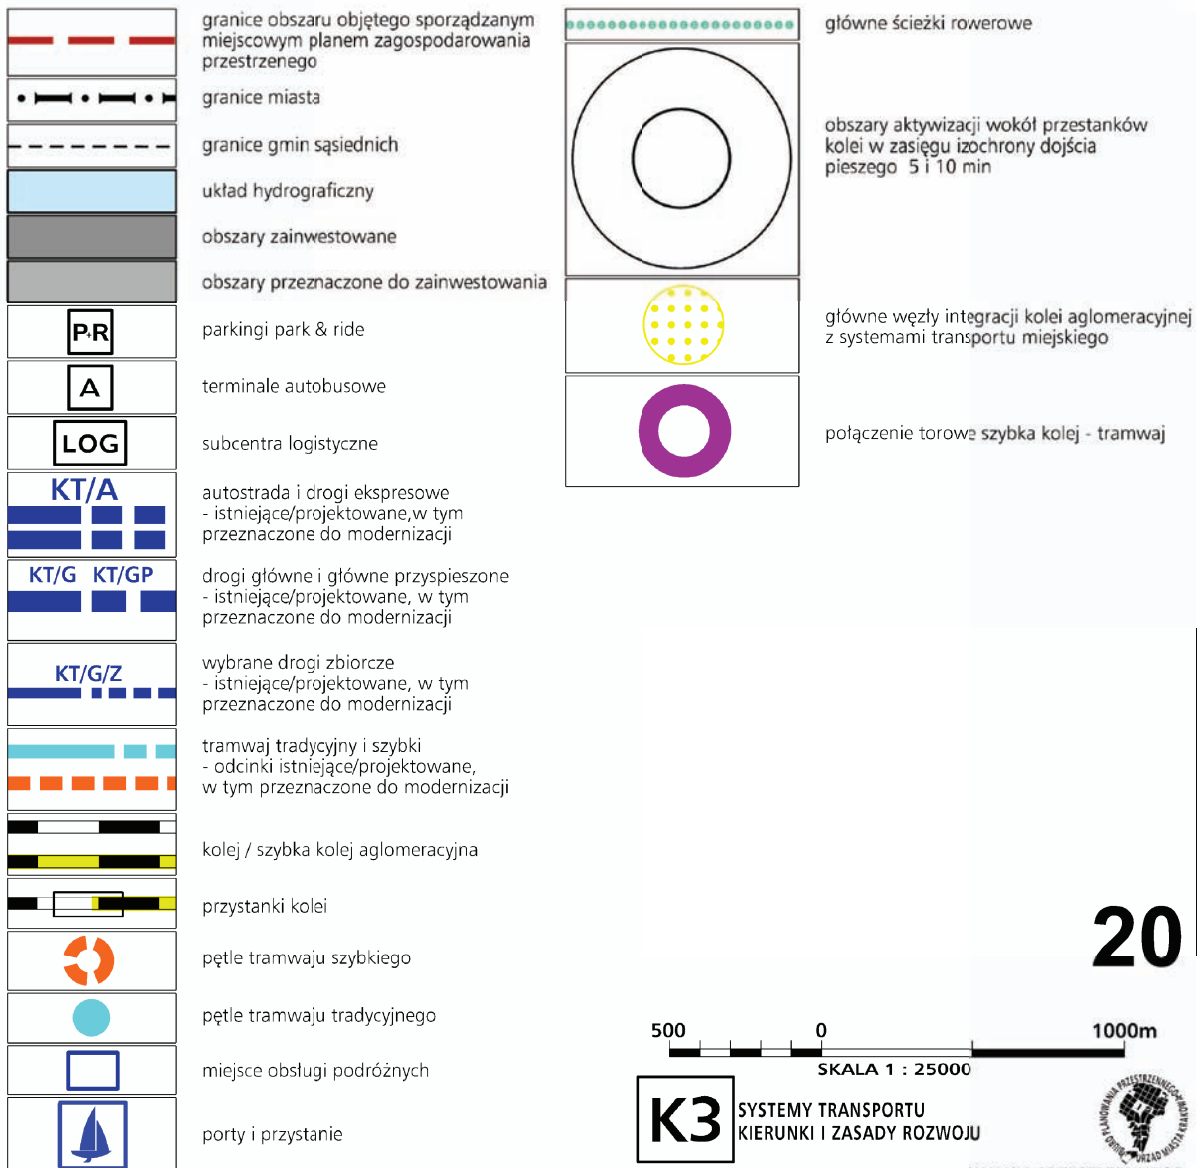 granice obszaru objętego sporządzanym
miejscowym planem zagospodarowania
przestrzenego
granice miasta
granice gmin sąsiednich
układ hydrograficzny
obszary zainwestowane
obszary przeznaczone do zainwestowania
P+R
parkingi park & ride
A
terminale autobusowe
LOG
subcentra logistyczne
KT/A
autostrada i drogi ekspresowe
- istniejące/projektowane,w tym
przeznaczone do modernizacji
KT/G KT/GP
drogi główne i główne przyspieszone
- istniejące/projektowane, w tym
przeznaczone do modernizacji
KT/G/Z
wybrane drogi zbiorcze
- istniejące/projektowane, w tym
przeznaczone do modernizacji
tramwaj tradycyjny i szybki
- odcinki istniejące/projektowane,
w tym przeznaczone do modernizacji
kolej / szybka kolej aglomeracyjna
przystanki kolei
pętle tramwaju szybkiego
pętle tramwaju tradycyjnego
miejsce obsługi podróżnych
porty i przystanie
główne ścieżki rowerowe
obszary aktywizacji wokół przestanków
kolei w zasięgu izochrony dojścia
pieszego 5 i 10 min
główne węzły integracji kolei aglomeracyjnej
z systemami transportu miejskiego
połączenie torowe szybka kolej - tramwaj
20
500 0 1000m
SKALA 1 : 25000
K3
SYSTEMY TRANSPORTU
KIERUNKI I ZASADY ROZWOJU
BIURO PLANOWANIA PRZESTRZENNEGO
URZĄD MIASTA KRAKOWA